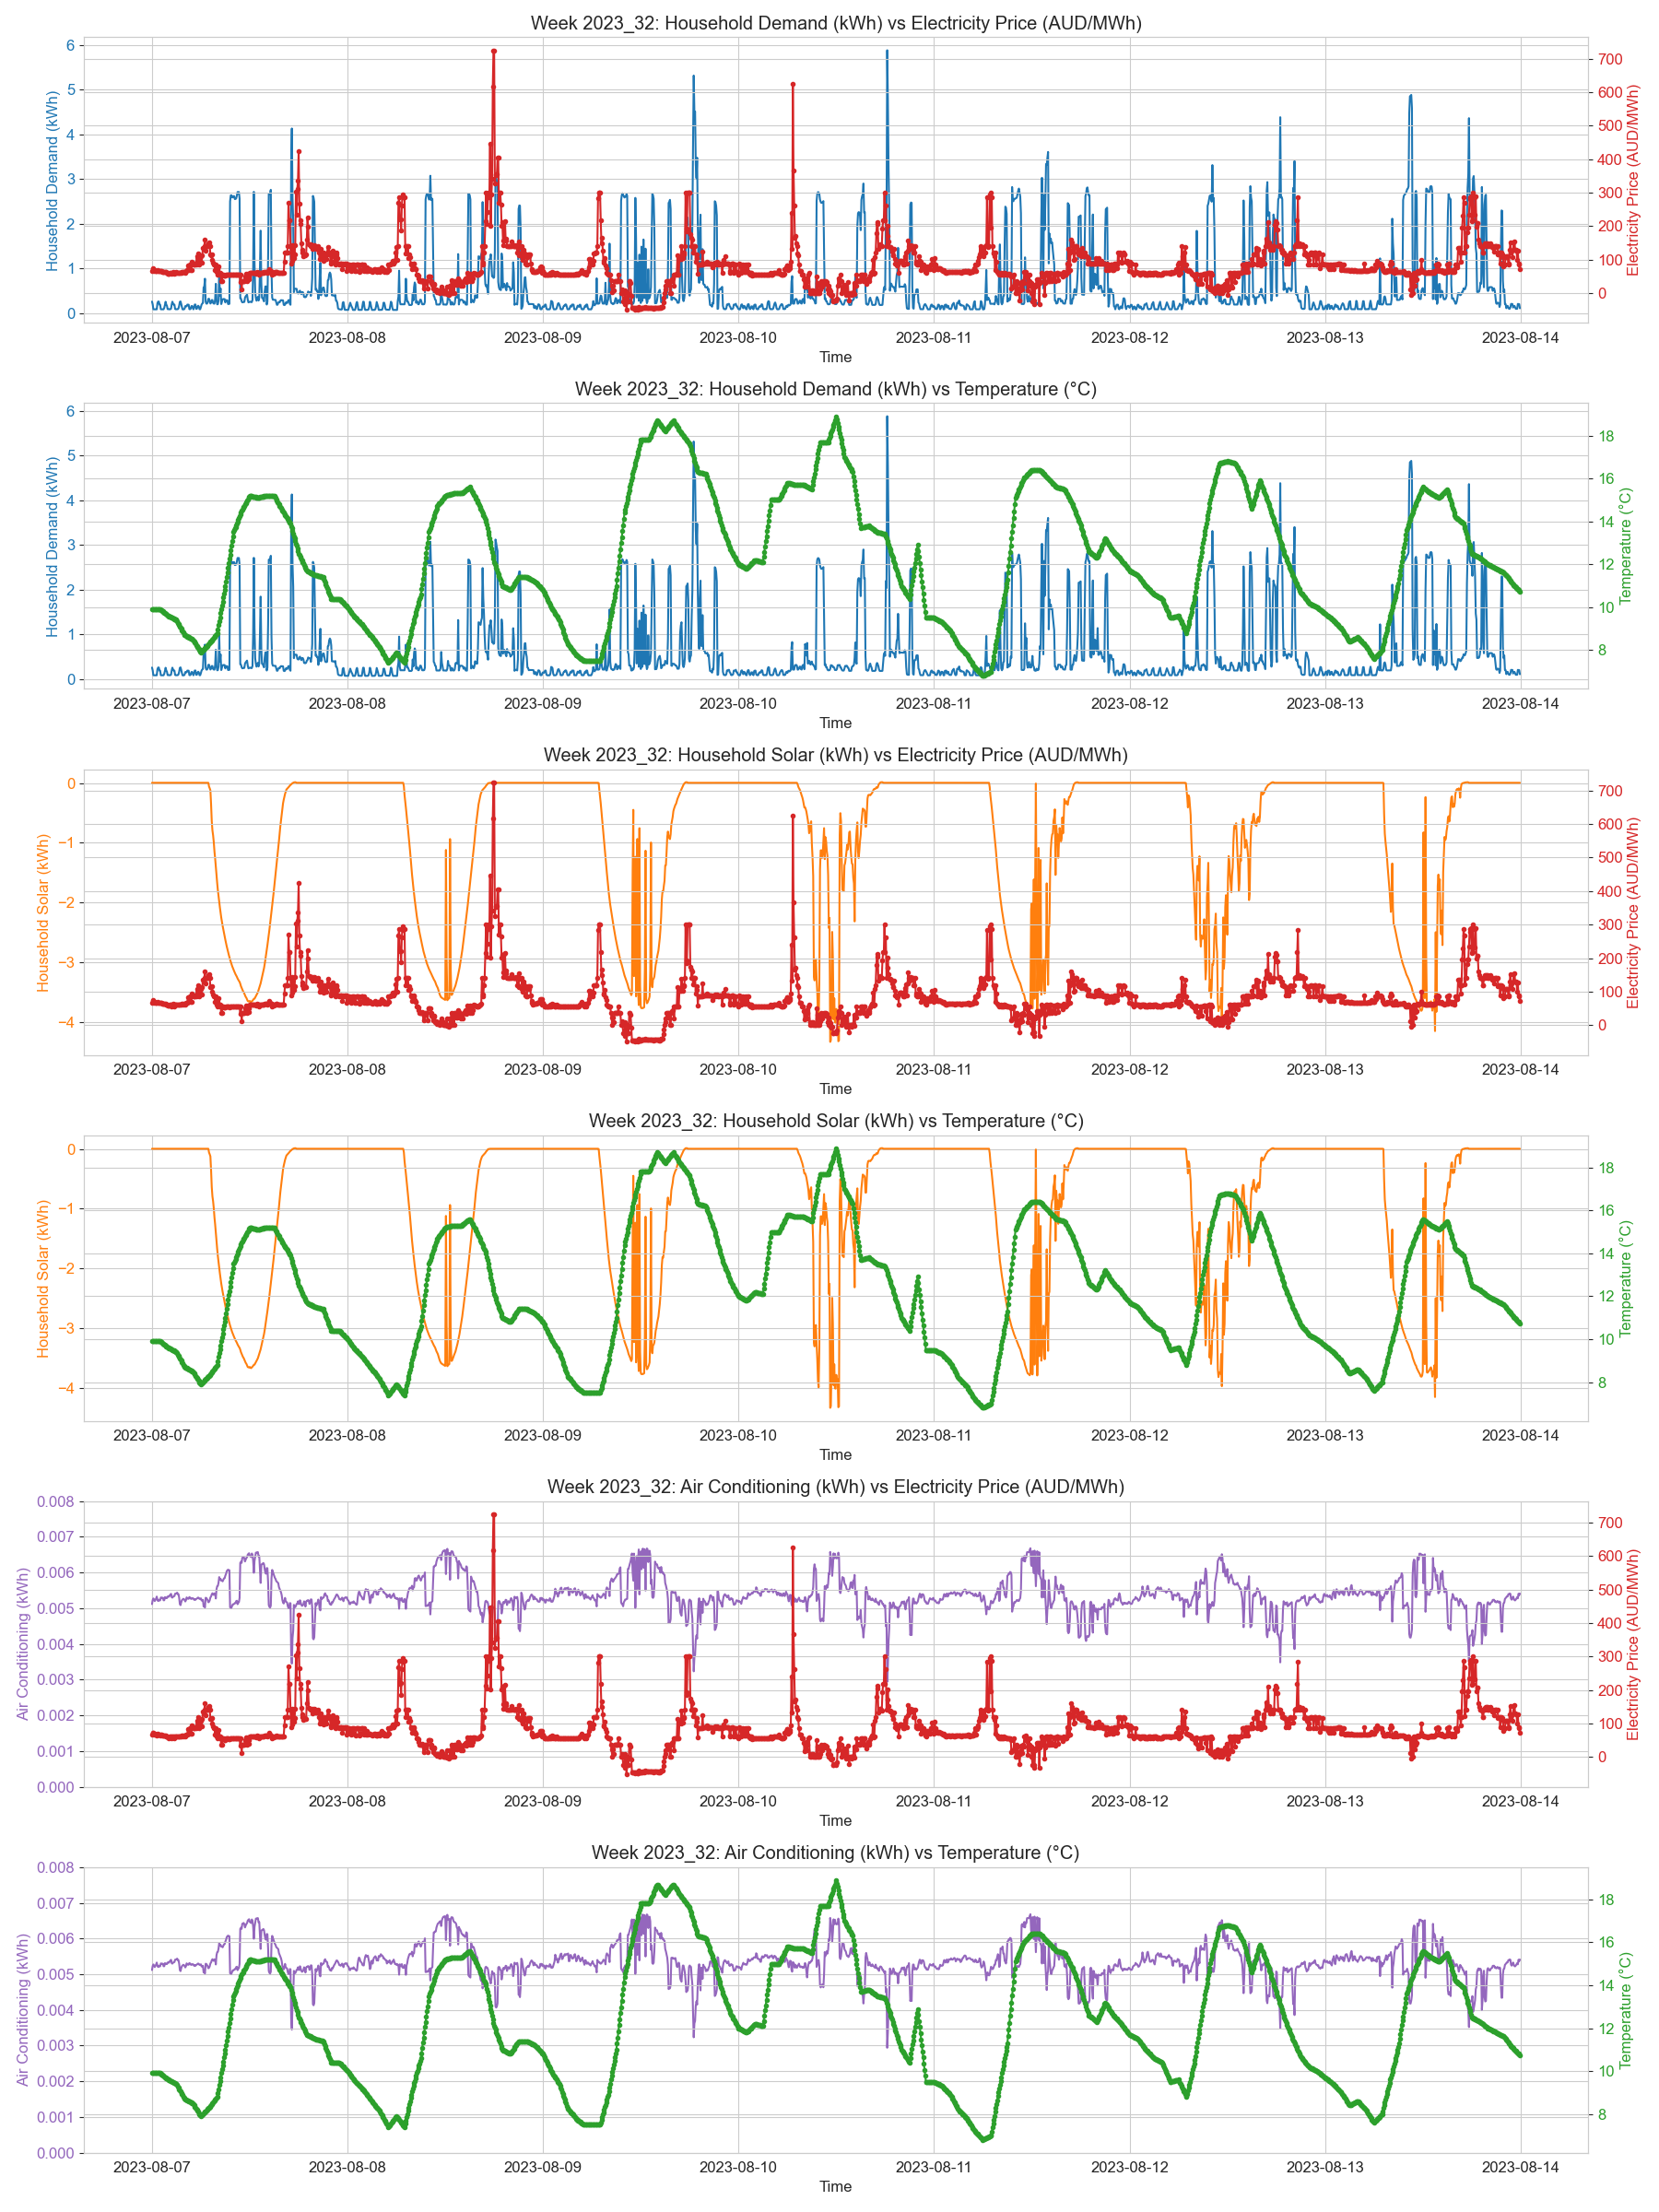 Week 2023_32: Household Demand (kWh) vs Electricity Price (AUD/MWh)
6
5
4
3
2
1
0
Household Demand (kWh)
700
600
500
400
300
200
100
0
Electricity Price (AUD/MWh)
2023-08-07 2023-08-08 2023-08-09 2023-08-10 2023-08-11 2023-08-12 2023-08-13 2023-08-14
Time
Week 2023_32: Household Demand (kWh) vs Temperature (°C)
6
5
4
3
2
1
0
Household Demand (kWh)
18
16
14
12
10
8
Temperature (°C)
2023-08-07 2023-08-08 2023-08-09 2023-08-10 2023-08-11 2023-08-12 2023-08-13 2023-08-14
Time
Week 2023_32: Household Solar (kWh) vs Electricity Price (AUD/MWh)
0
−1
−2
−3
−4
Household Solar (kWh)
700
600
500
400
300
200
100
0
Electricity Price (AUD/MWh)
2023-08-07 2023-08-08 2023-08-09 2023-08-10 2023-08-11 2023-08-12 2023-08-13 2023-08-14
Time
Week 2023_32: Household Solar (kWh) vs Temperature (°C)
0
−1
−2
−3
−4
Household Solar (kWh)
18
16
14
12
10
8
Temperature (°C)
2023-08-07 2023-08-08 2023-08-09 2023-08-10 2023-08-11 2023-08-12 2023-08-13 2023-08-14
Time
Week 2023_32: Air Conditioning (kWh) vs Electricity Price (AUD/MWh)
0.008
0.007
0.006
0.005
0.004
0.003
0.002
0.001
0.000
Air Conditioning (kWh)
700
600
500
400
300
200
100
0
Electricity Price (AUD/MWh)
2023-08-07 2023-08-08 2023-08-09 2023-08-10 2023-08-11 2023-08-12 2023-08-13 2023-08-14
Time
Week 2023_32: Air Conditioning (kWh) vs Temperature (°C)
0.008
0.007
0.006
0.005
0.004
0.003
0.002
0.001
0.000
Air Conditioning (kWh)
18
16
14
12
10
8
Temperature (°C)
2023-08-07 2023-08-08 2023-08-09 2023-08-10 2023-08-11 2023-08-12 2023-08-13 2023-08-14
Time